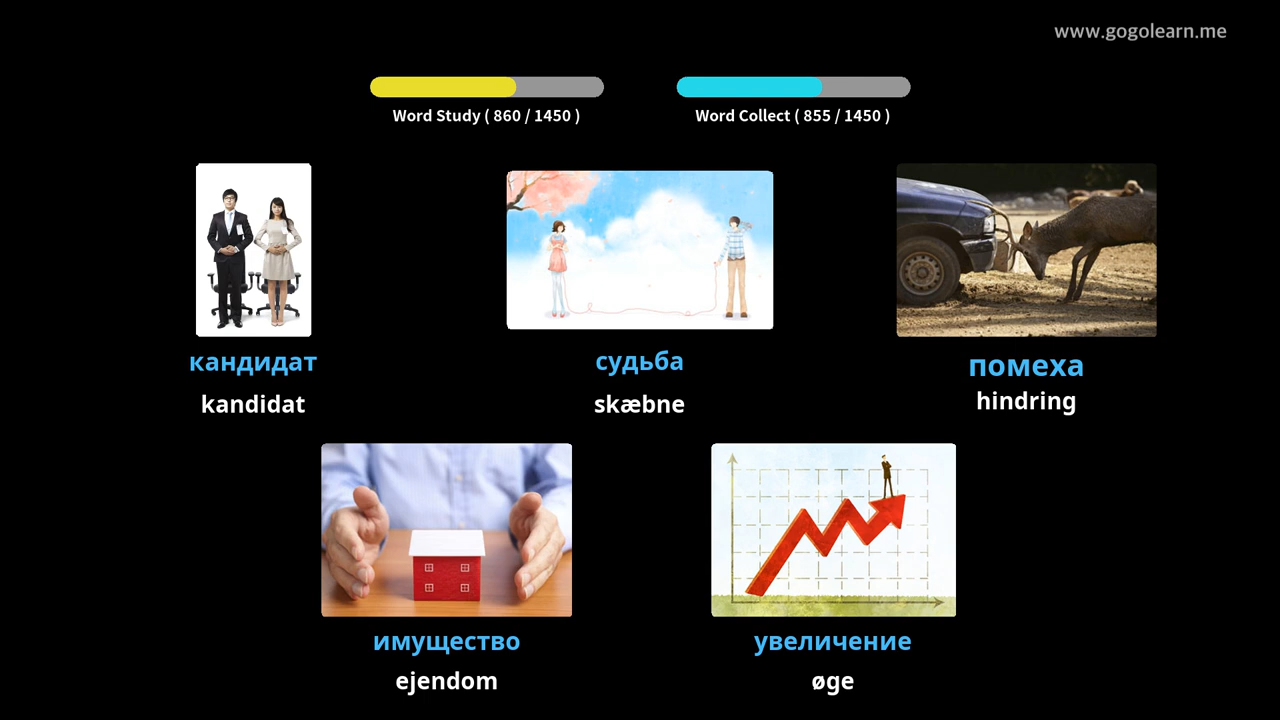 www.gogolearn.me
Word Study ( 860 / 1450 )
Word Collect ( 855 / 1450 )
кандидат
kandidat
судьба
skæbne
помеха
hindring
имущество
ejendom
увеличение
øge